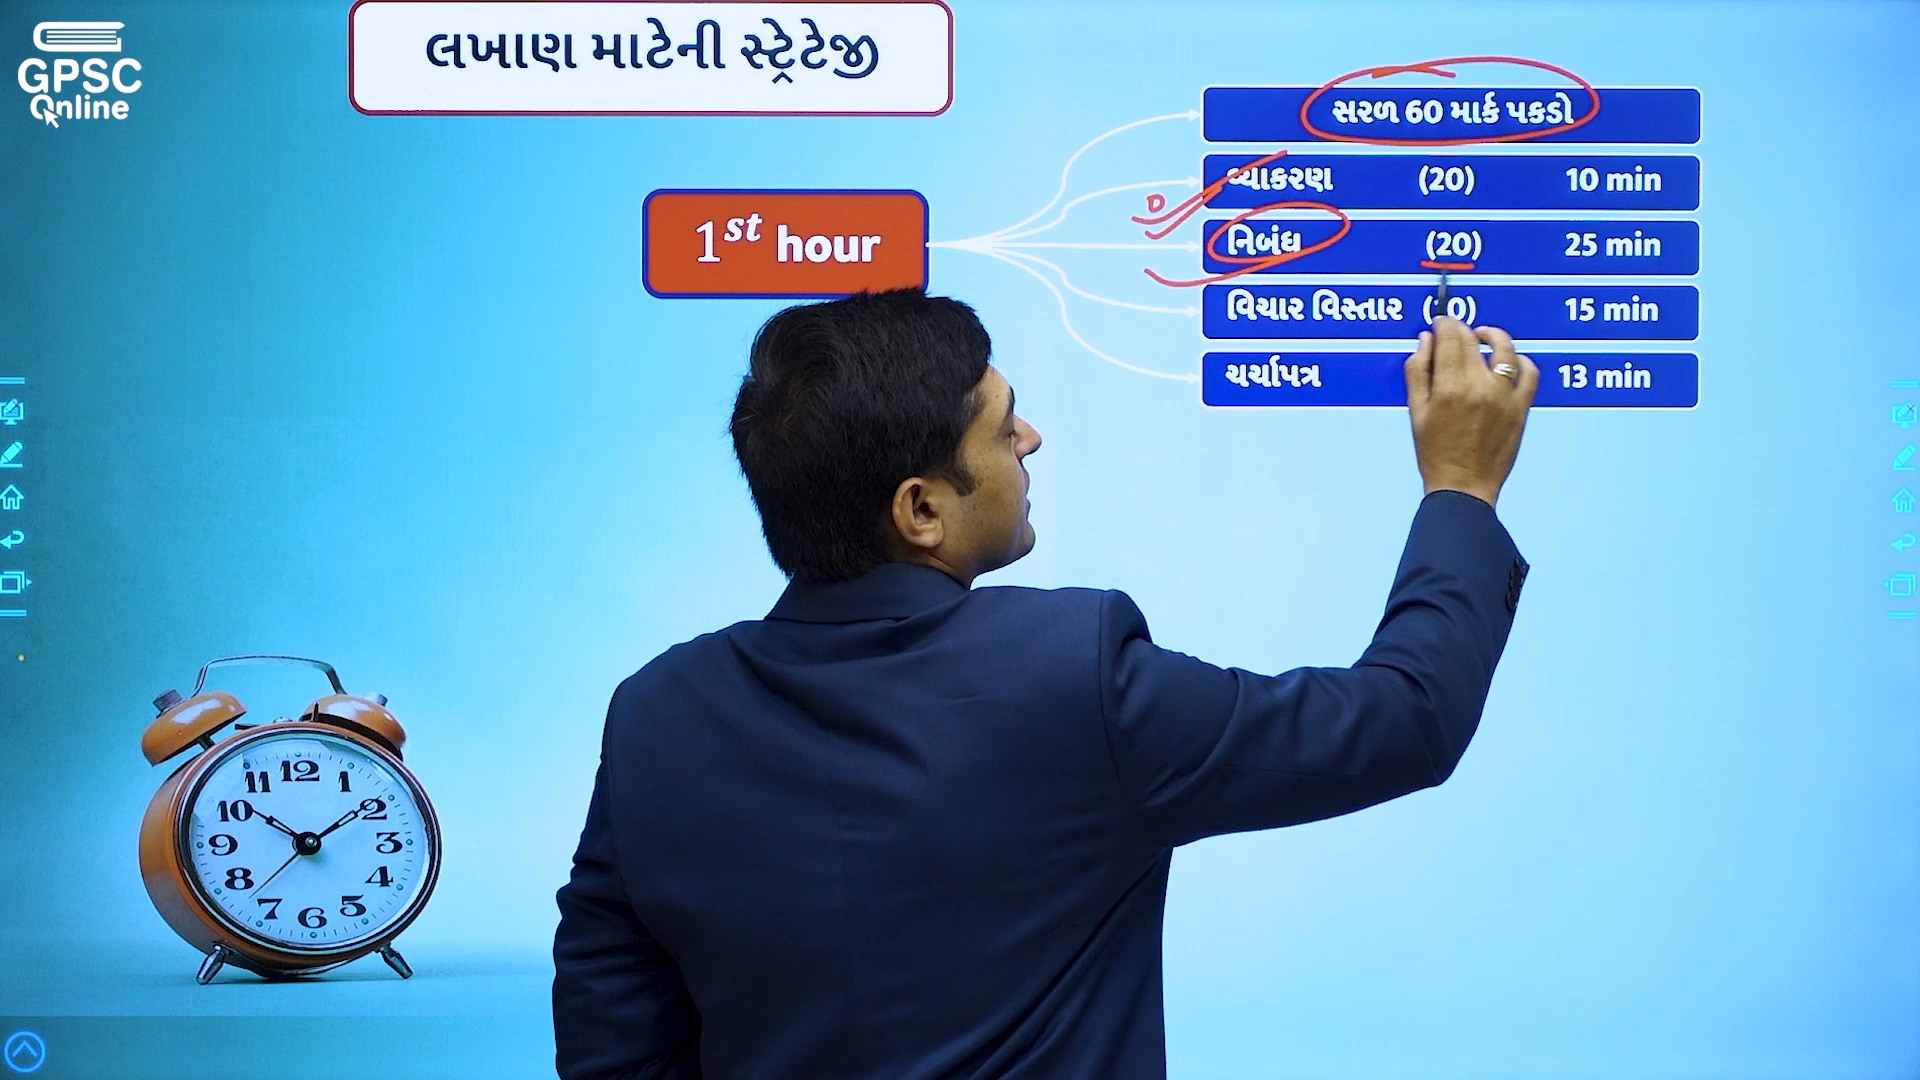 GPSC
Online
લખાણ માટેની સ્ટ્રેટેજી
સરળ 60 માર્ક પકડો
1st hour
વ્યાકરણ (20) 10 min
નિબંધ (20) 25 min
વિચાર વિસ્તાર 15 min
ચર્ચાપત્ર 13 min
12
1
2
3
4
5
6
7
8
9
10
11